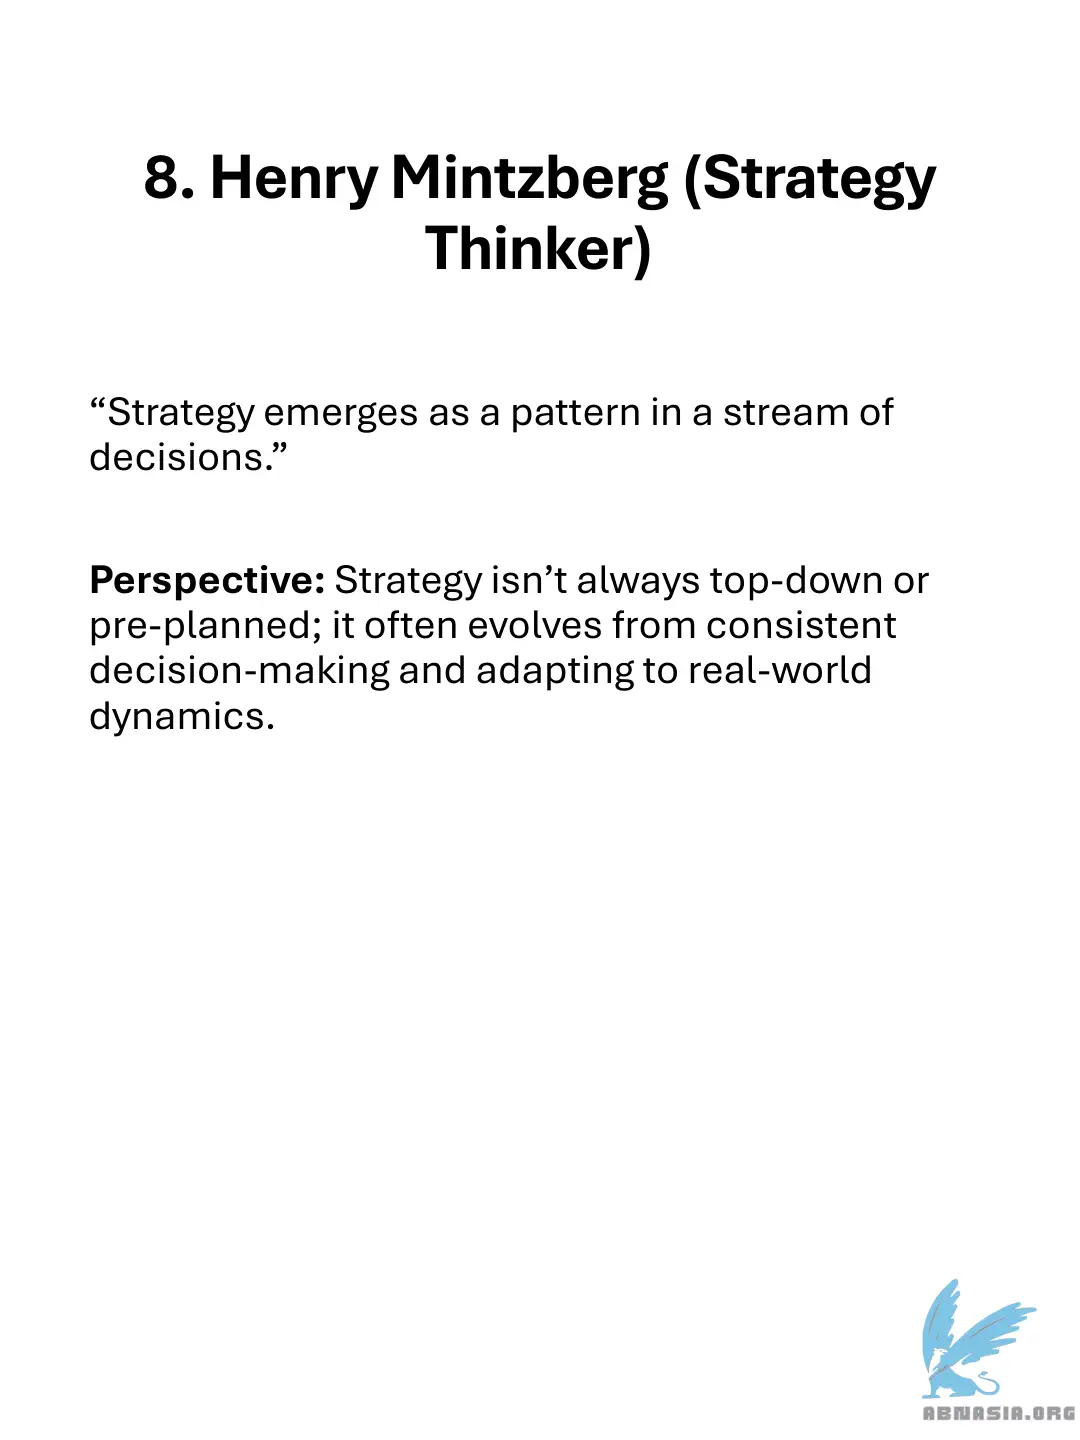 8. Henry Mintzberg (Strategy
Thinker)
“Strategy emerges as a pattern in a stream of
decisions.”
Perspective: Strategy isn’t always top-down or
pre-planned; it often evolves from consistent
decision-making and adapting to real-world
dynamics.
ABNASIA.ORG